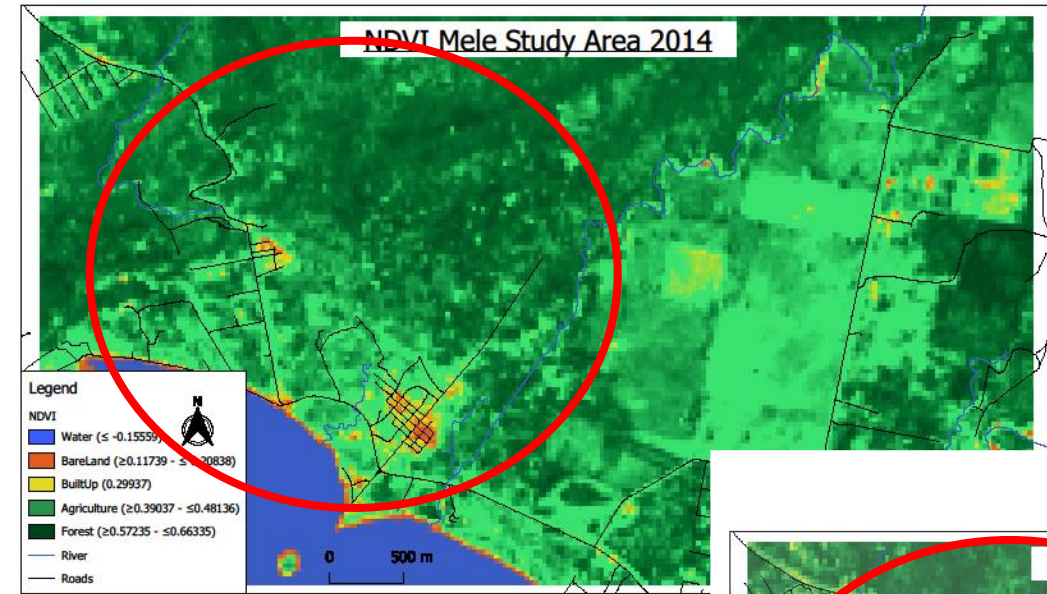 NDVI Mele Study Area 2014
Legend
NDVI
N
Water (≤ -0.15559)
BareLand (≥0.11739 - ≤ 20838)
BuiltUp (0.29937)
Agriculture (≥0.39037 - ≤0.48136)
Forest (≥0.57235 - ≤0.66335)
River
Roads
0 500 m